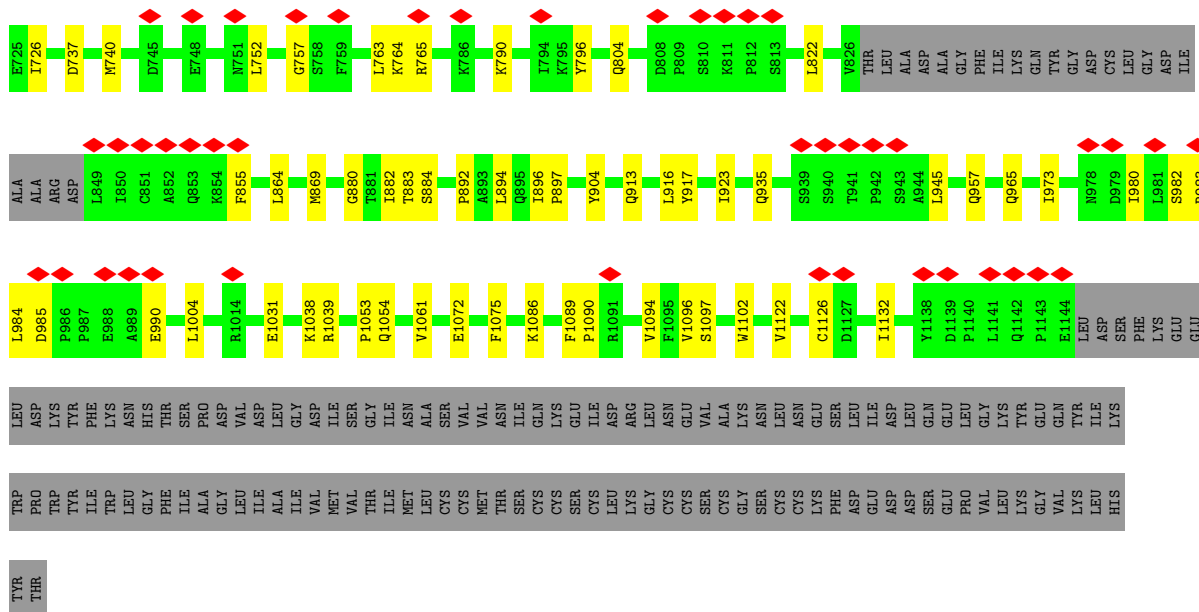 E725 I726 D737 M740 D745 E748 N751 L752 G757 S758 F759 L763 K764 R765 K786 K790 I794 K795 Y796 Q804 D808 P809 S810 K811 P812 S813 L822 V826 THR LEU ALA ASP ALA GLY PHE ILE LYS GLN TYR GLY ASP CYS LEU GLY ASP ILE
ALA ALA ARG ASP L849 I850 C851 A852 Q853 K854 F855 L864 M869 G880 T881 I882 T883 S884 P892 A893 L894 Q895 I896 P897 Y904 Q913 L916 Y917 I923 Q935 S939 S940 T941 P942 S943 A944 L945 Q957 Q965 I973 N978 D979 I980 L981 S982
L984 D985 P986 P987 E988 A989 E990 L1004 R1014 E1031 K1038 R1039 P1053 Q1054 V1061 E1072 F1075 K1086 F1089 P1090 R1091 V1094 F1095 V1096 S1097 W1102 V1122 C1126 D1127 I1132 Y1138 D1139 P1140 L1141 Q1142 P1143 E1144 LEU ASP SER PHE LYS GLU GLU
LEU ASP LYS TYR PHE LYS ASN HIS THR SER PRO ASP VAL ASP LEU GLY ASP ILE SER GLY ILE ASN ALA SER VAL VAL ASN ILE GLN LYS GLU ILE ASP ARG LEU ASN GLU VAL ALA LYS ASN LEU ASN GLU SER LEU ILE ASP LEU GLN GLU LEU GLY LYS TYR GLU GLN TYR ILE LYS
TRP PRO TRP TYR ILE TRP LEU GLY PHE ILE ALA GLY LEU ILE ALA ILE VAL MET VAL THR ILE MET LEU CYS CYS MET THR SER CYS CYS SER CYS LEU LYS GLY CYS CYS SER CYS GLY SER CYS CYS LYS PHE ASP GLU ASP ASP SER GLU PRO VAL LEU LYS GLY VAL LYS LEU HIS
TYR THR